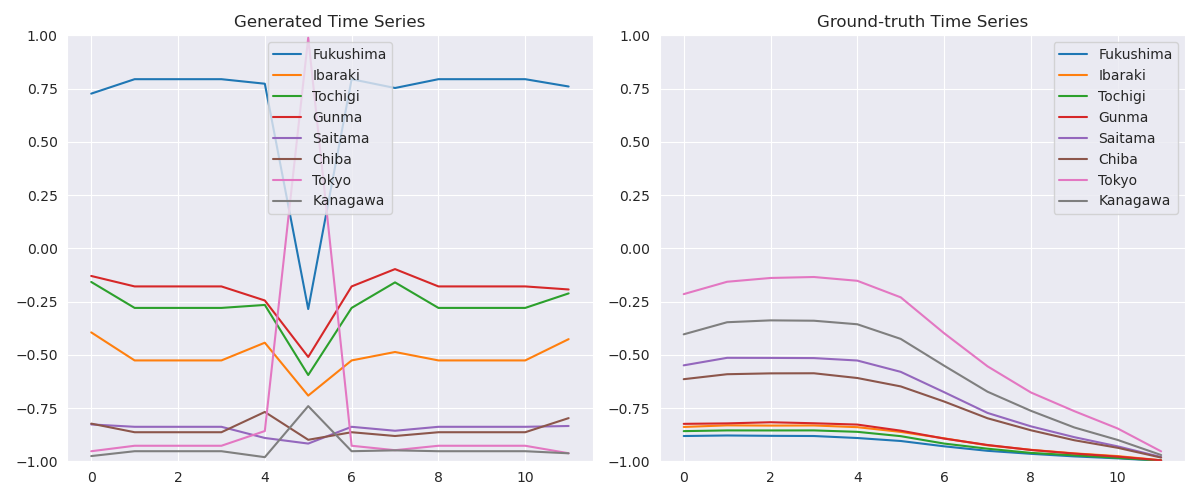 Generated Time Series
1.00
0.75
0.50
0.25
0.00
−0.25
−0.50
−0.75
−1.00
0 2 4 6 8 10
Fukushima
Ibaraki
Tochigi
Gunma
Saitama
Chiba
Tokyo
Kanagawa
Ground-truth Time Series
1.00
0.75
0.50
0.25
0.00
−0.25
−0.50
−0.75
−1.00
0 2 4 6 8 10
Fukushima
Ibaraki
Tochigi
Gunma
Saitama
Chiba
Tokyo
Kanagawa